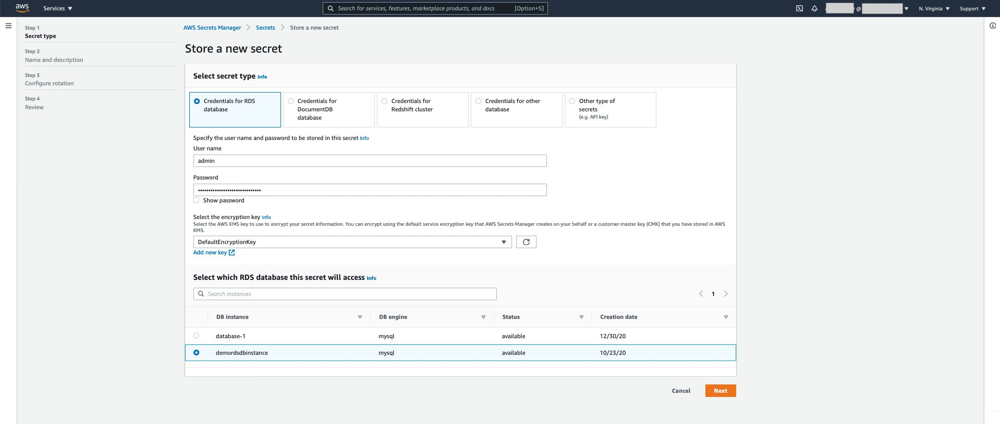 aws
Services
Search for services, features, marketplace products, and docs [Option+S]
@
N. Virginia
Support
Step 1
Secret type
Step 2
Name and description
Step 3
Configure rotation
Step 4
Review
AWS Secrets Manager > Secrets > Store a new secret
Store a new secret
Select secret type Info
Credentials for RDS
database
Credentials for
DocumentDB
database
Credentials for
Redshift cluster
Credentials for other
database
Other type of
secrets
(e.g. API key)
Specify the user name and password to be stored in this secret Info
User name
admin
Password
Show password
Select the encryption key Info
Select the AWS KMS key to use to encrypt your secret information. You can encrypt using the default service encryption key that AWS Secrets Manager creates on your behalf or a customer master key (CMK) that you have stored in AWS
KMS.
DefaultEncryptionKey
Add new key
Select which RDS database this secret will access Info
Search instances
1
DB instance DB engine Status Creation date
database-1 mysql available 12/30/20
demordsdbinstance mysql available 10/23/20
Cancel Next